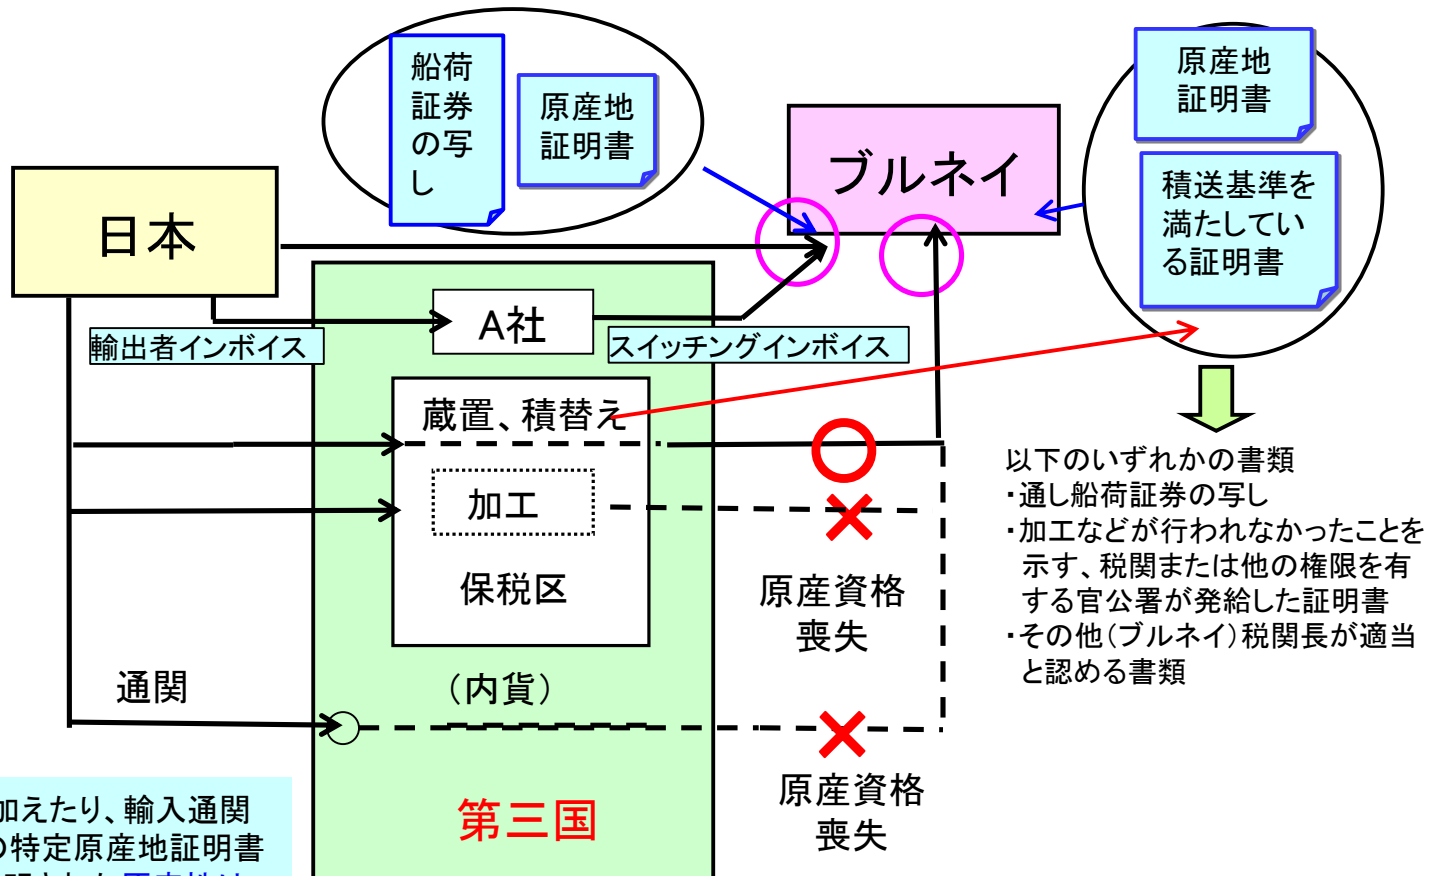 船荷
証券
の写
し
原産地
証明書
原産地
証明書
積送基準を
満たしてい
る証明書
ブルネイ
日本
A社
輸出者インボイス
スイッチングインボイス
蔵置、積替え
加工
保税区
原産資格
喪失
以下のいずれかの書類
・通し船荷証券の写し
・加工などが行われなかったことを
示す、税関または他の権限を有
する官公署が発給した証明書
・その他(ブルネイ)税関長が適当
と認める書類
通関
(内貨)
原産資格
喪失
第三国
加えたり、輸入通関
の特定原産地証明書